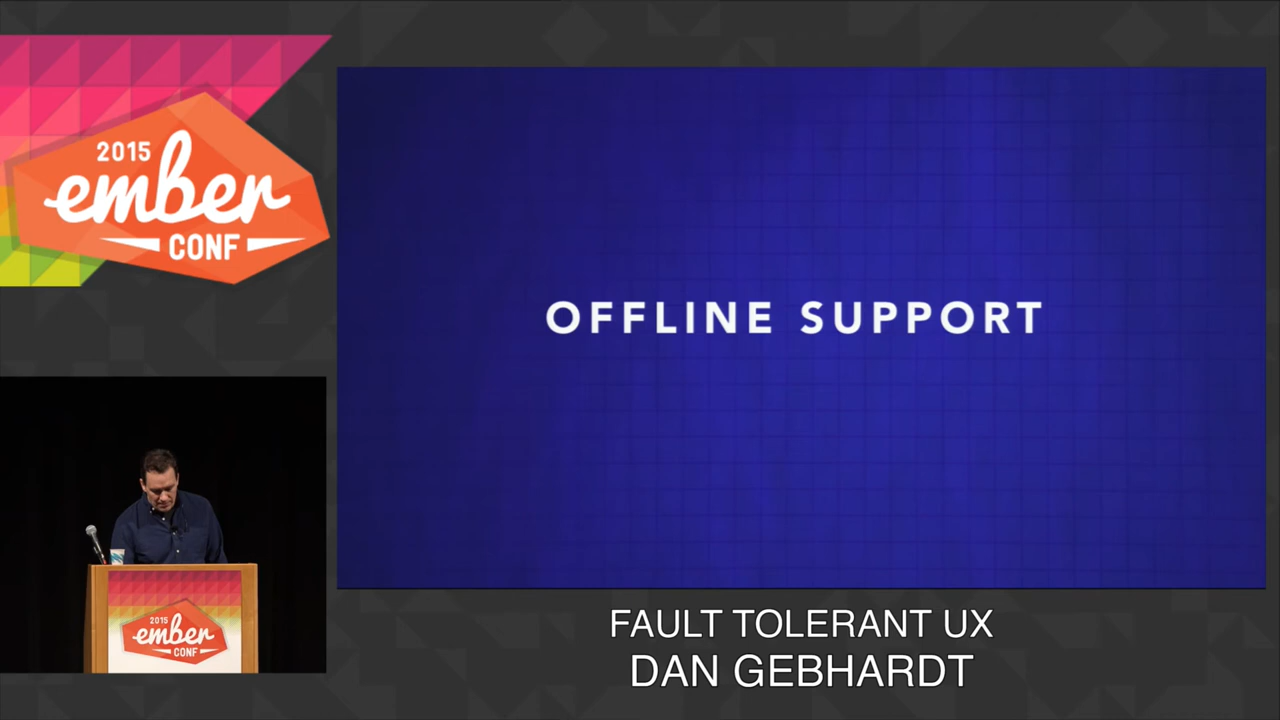 2015
ember
CONF
OFFLINE SUPPORT
2015
ember
CONF
FAULT TOLERANT UX
DAN GEBHARDT